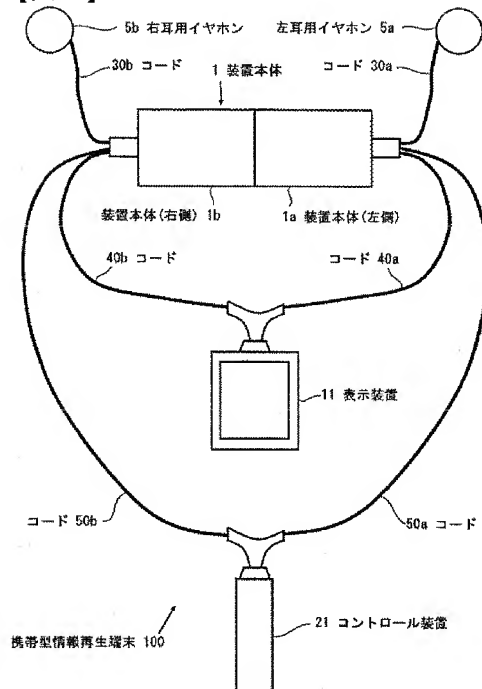 5b 右耳用イヤホン
左耳用イヤホン 5a
30b コード
コード 30a
1 装置本体
装置本体(右側) 1b
1a 装置本体(左側)
40b コード
コード 40a
11 表示装置
コード 50b
50a コード
21 コントロール装置
携帯型情報再生端末 100